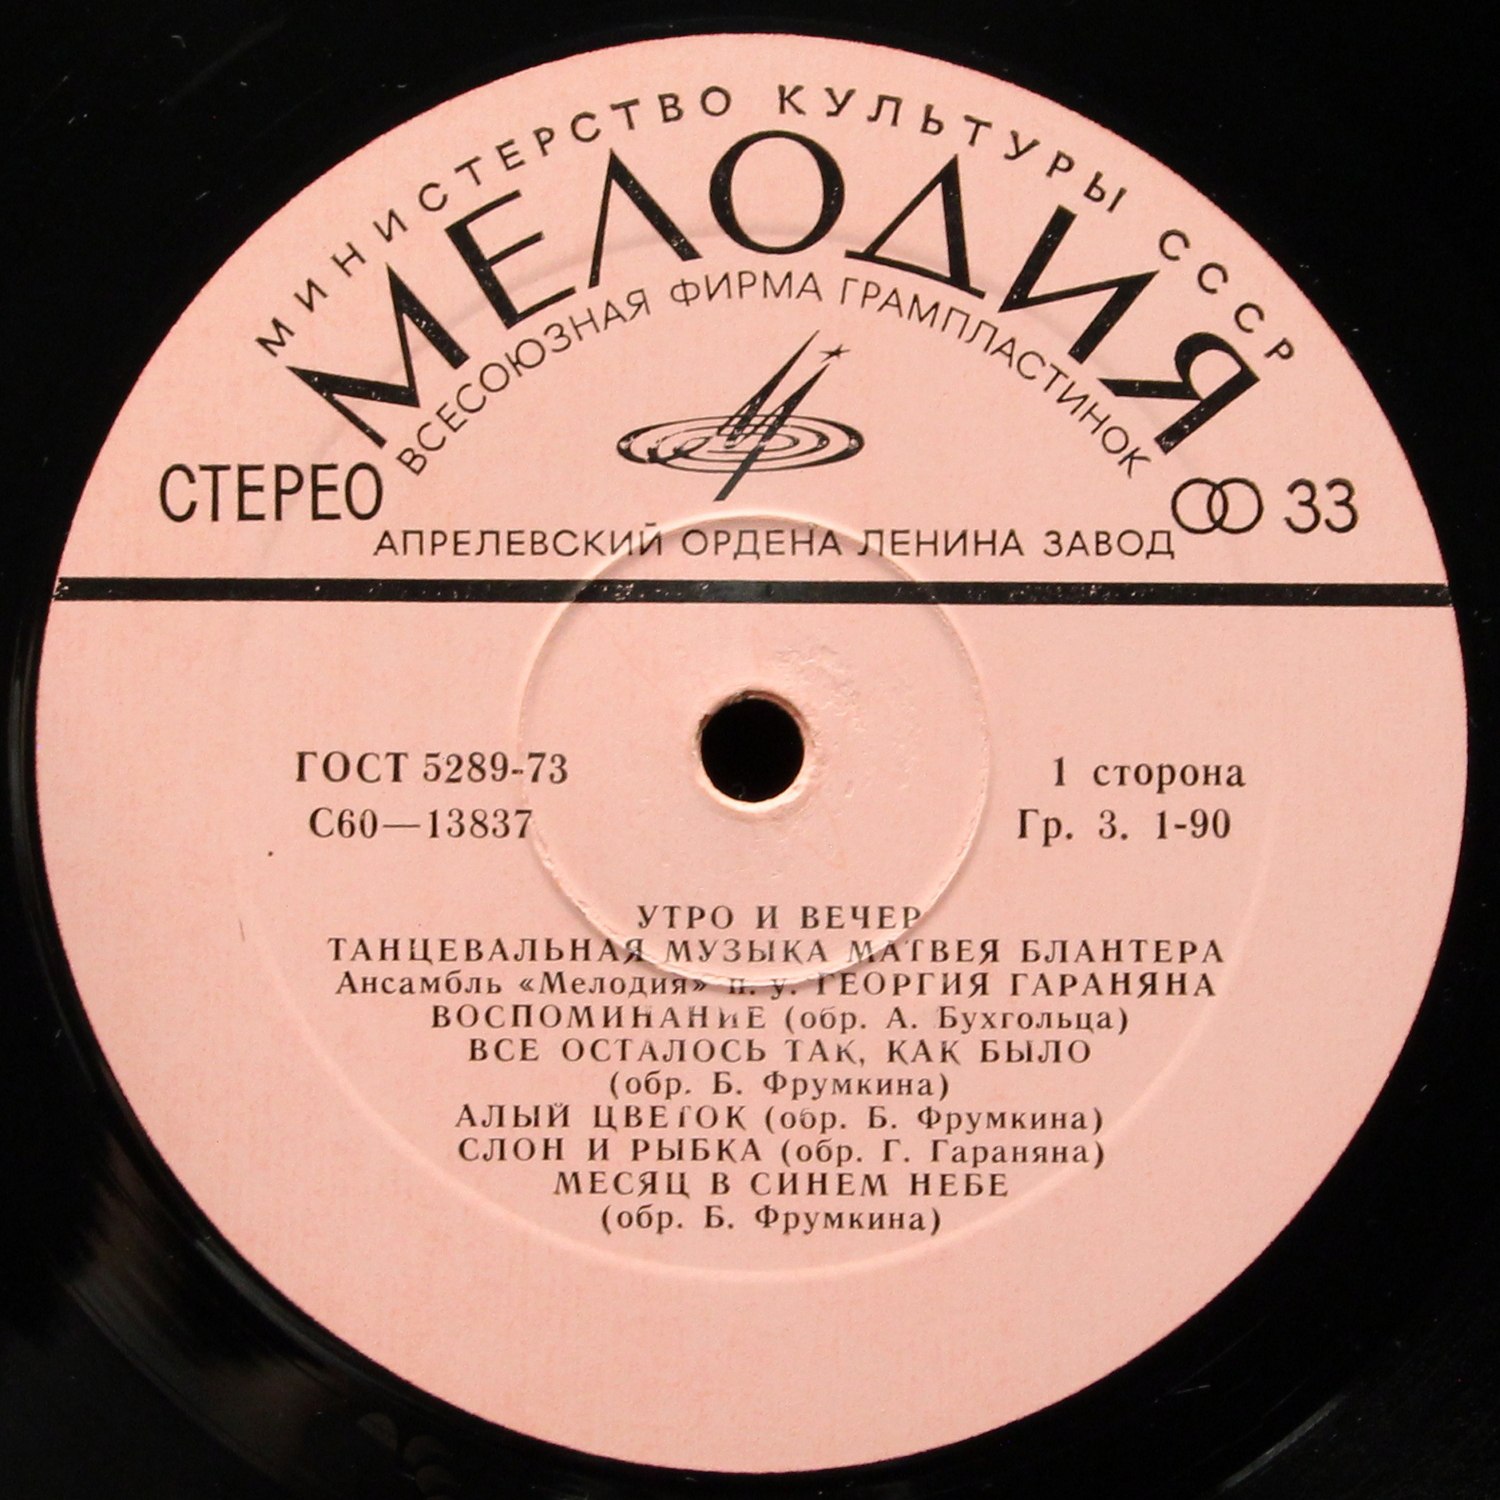 МИНИСТЕРСТВО КУЛЬТУРЫ СССР
МЕЛОДИЯ
ВСЕСОЮЗНАЯ ФИРМА ГРАМПЛАСТИНОК
СТЕРЕО
33
АПРЕЛЕВСКИЙ ОРДЕНА ЛЕНИНА ЗАВОД
ГОСТ 5289-73
1 сторона
С60—13837
Гр. 3. 1-90
УТРО И ВЕЧЕР
ТАНЦЕВАЛЬНАЯ МУЗЫКА МАТВЕЯ БЛАНТЕРА
Ансамбль «Мелодия» п. у. ГЕОРГИЯ ГАРАНЯНА
ВОСПОМИНАНИЕ (обр. А. Бухгольца)
ВСЕ ОСТАЛОСЬ ТАК, КАК БЫЛО
(обр. Б. Фрумкина)
АЛЫЙ ЦВЕТОК (обр. Б. Фрумкина)
СЛОН И РЫБКА (обр. Г. Гараняна)
МЕСЯЦ В СИНЕМ НЕБЕ
(обр. Б. Фрумкина)